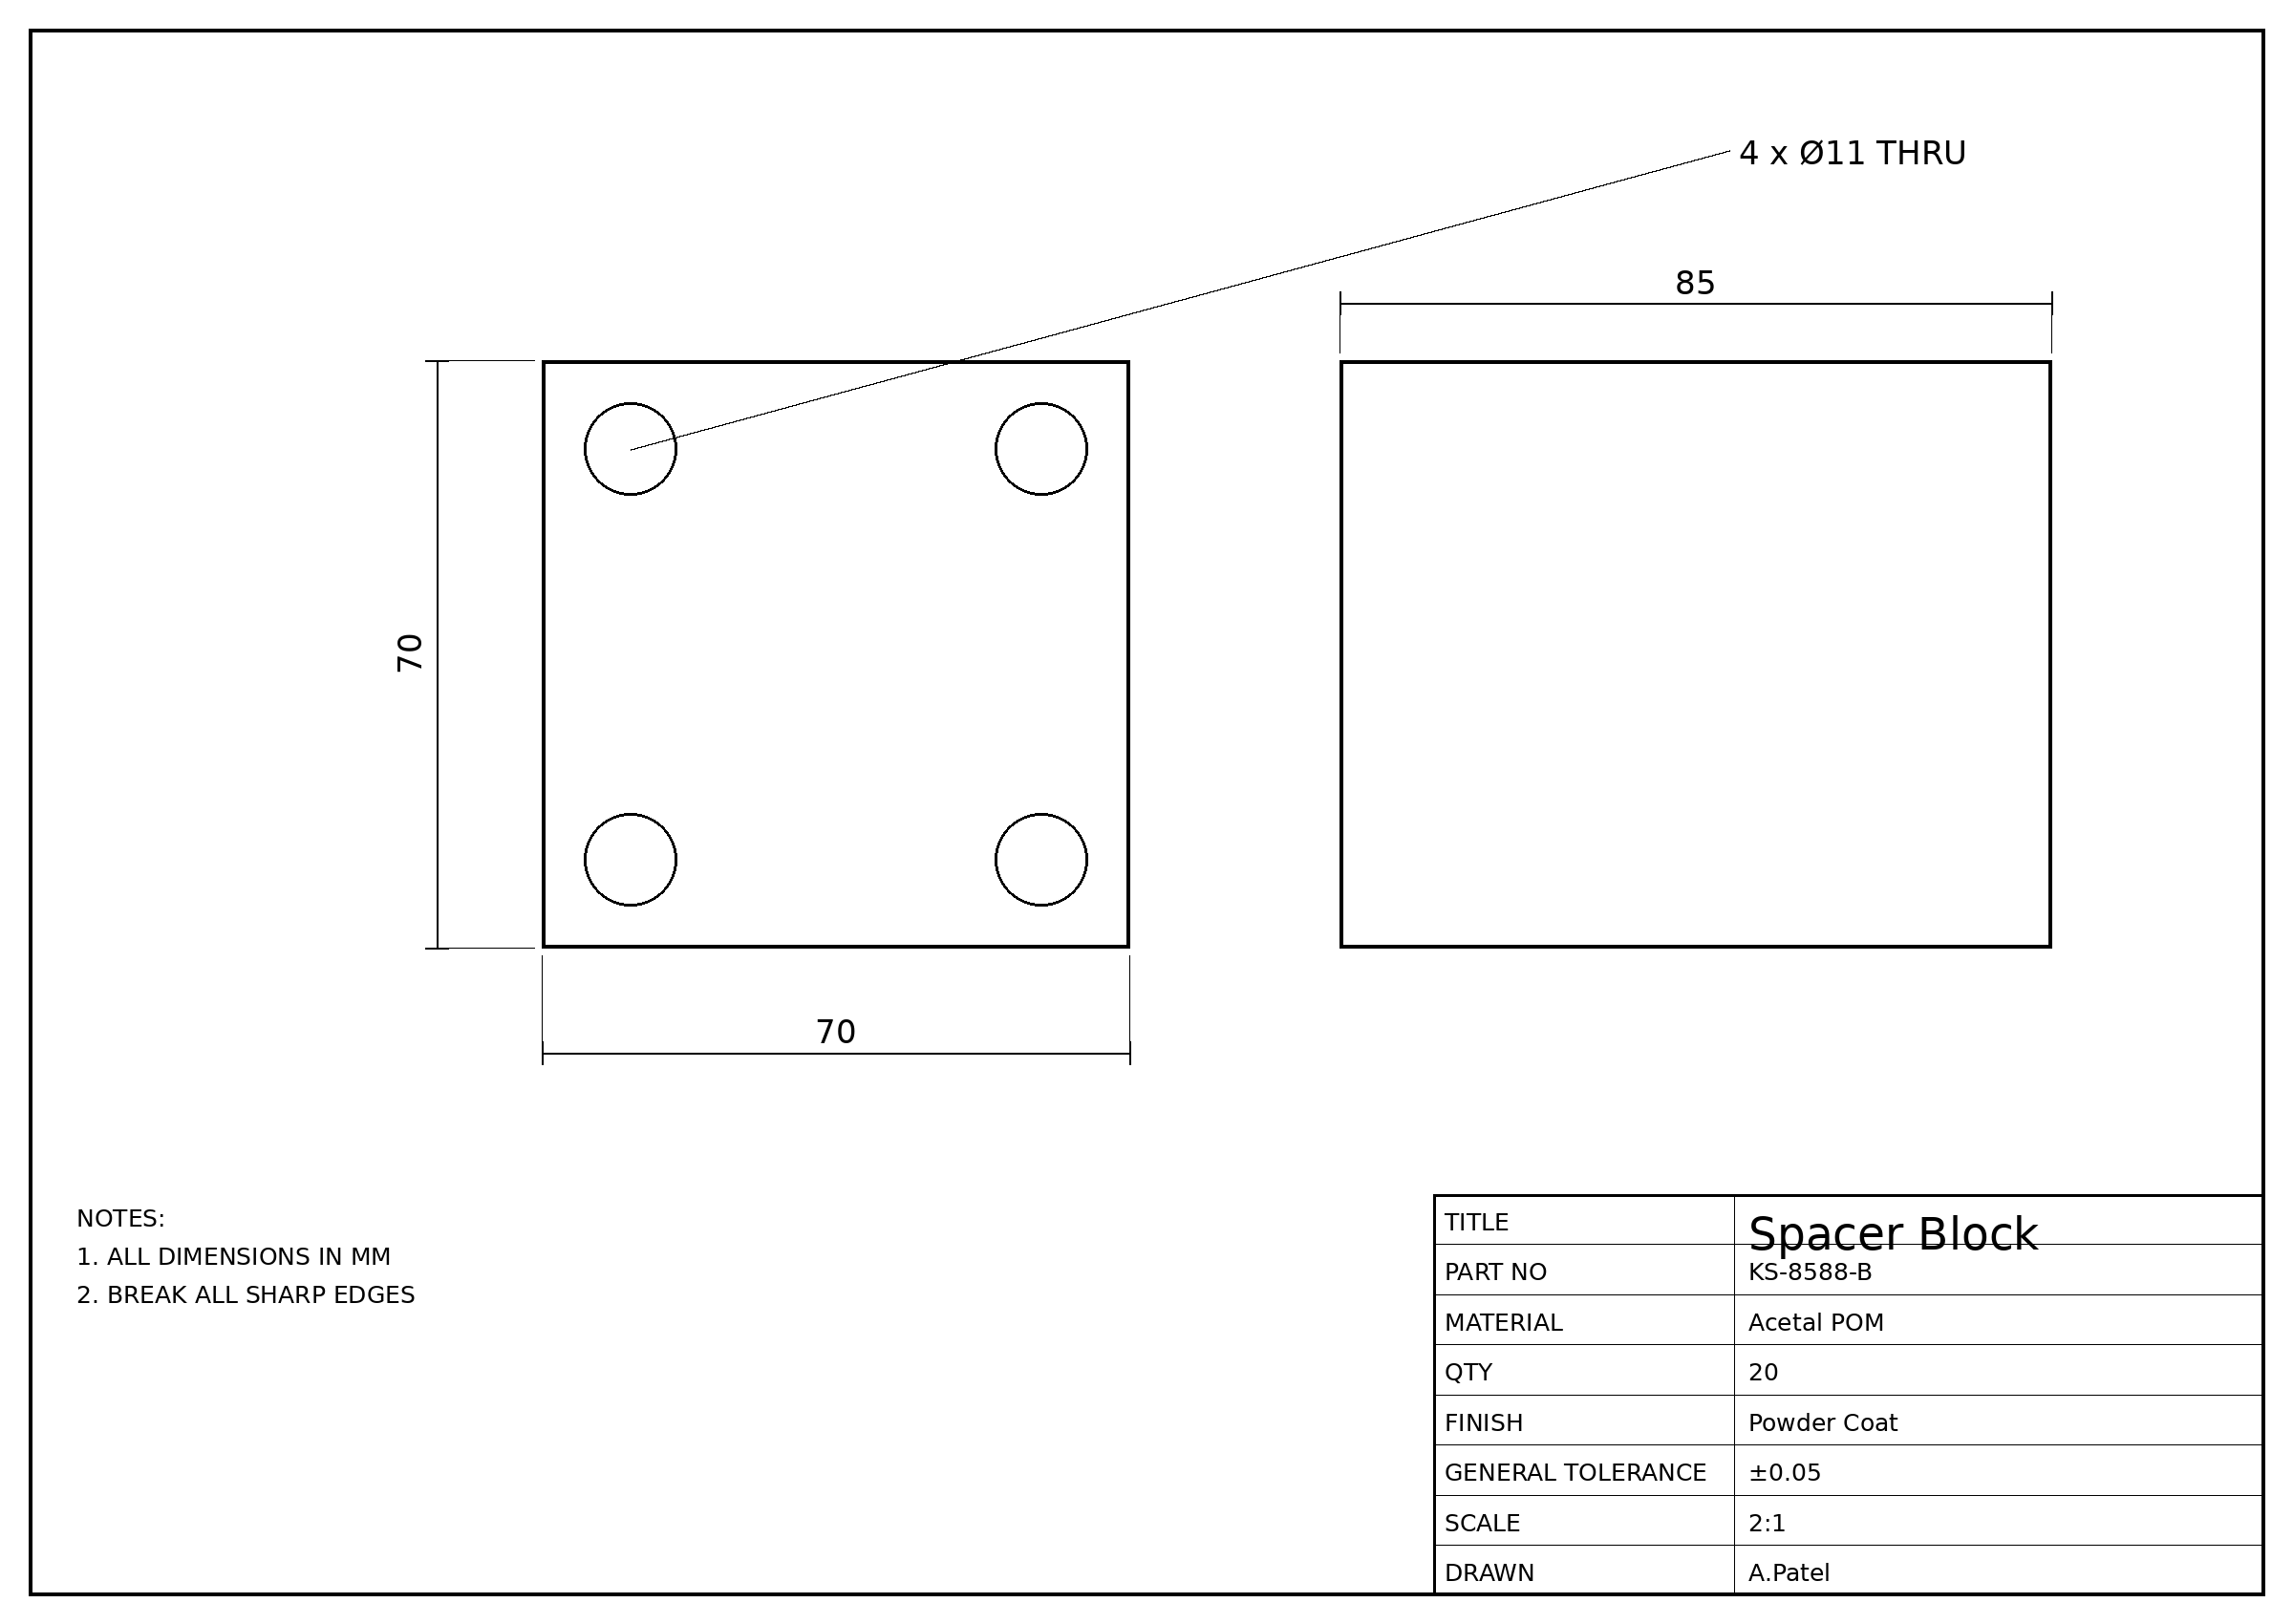 4 x Ø11 THRU
85
70
70
NOTES:
1. ALL DIMENSIONS IN MM
2. BREAK ALL SHARP EDGES
TITLE Spacer Block
PART NO KS-8588-B
MATERIAL Acetal POM
QTY 20
FINISH Powder Coat
GENERAL TOLERANCE ±0.05
SCALE 2:1
DRAWN A.Patel